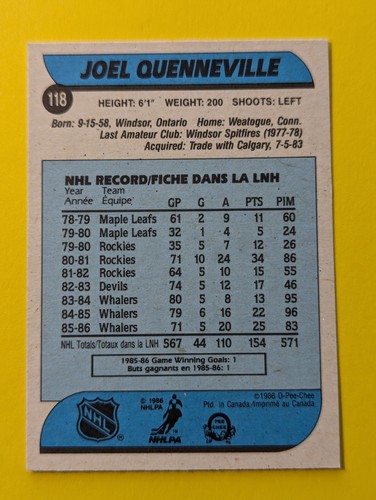 JOEL QUENNEVILLE
118
HEIGHT: 6'1" WEIGHT: 200 SHOOTS: LEFT
Born: 9-15-58, Windsor, Ontario Home: Weatogue, Conn.
Last Amateur Club: Windsor Spitfires (1977-78)
Acquired: Trade with Calgary, 7-5-83
NHL RECORD/FICHE DANS LA LNH
Year Team
Année Équipe GP G A PTS PIM
78-79 Maple Leafs 61 2 9 11 60
79-80 Maple Leafs 32 1 4 5 24
79-80 Rockies 35 5 7 12 26
80-81 Rockies 71 10 24 34 86
81-82 Rockies 64 5 10 15 55
82-83 Devils 74 5 12 17 46
83-84 Whalers 80 5 8 13 95
84-85 Whalers 79 6 16 22 96
85-86 Whalers 71 5 20 25 83
NHL Totals/Totaux dans la LNH 567 44 110 154 571
1985-86 Game Winning Goals: 1
Buts gagnants en 1985-86: 1
NHL
© 1986
NHLPA
NHLPA
O-PEE-CHEE
© 1986 O-Pee-Chee
Ptd. in Canada/Imprimé au Canada